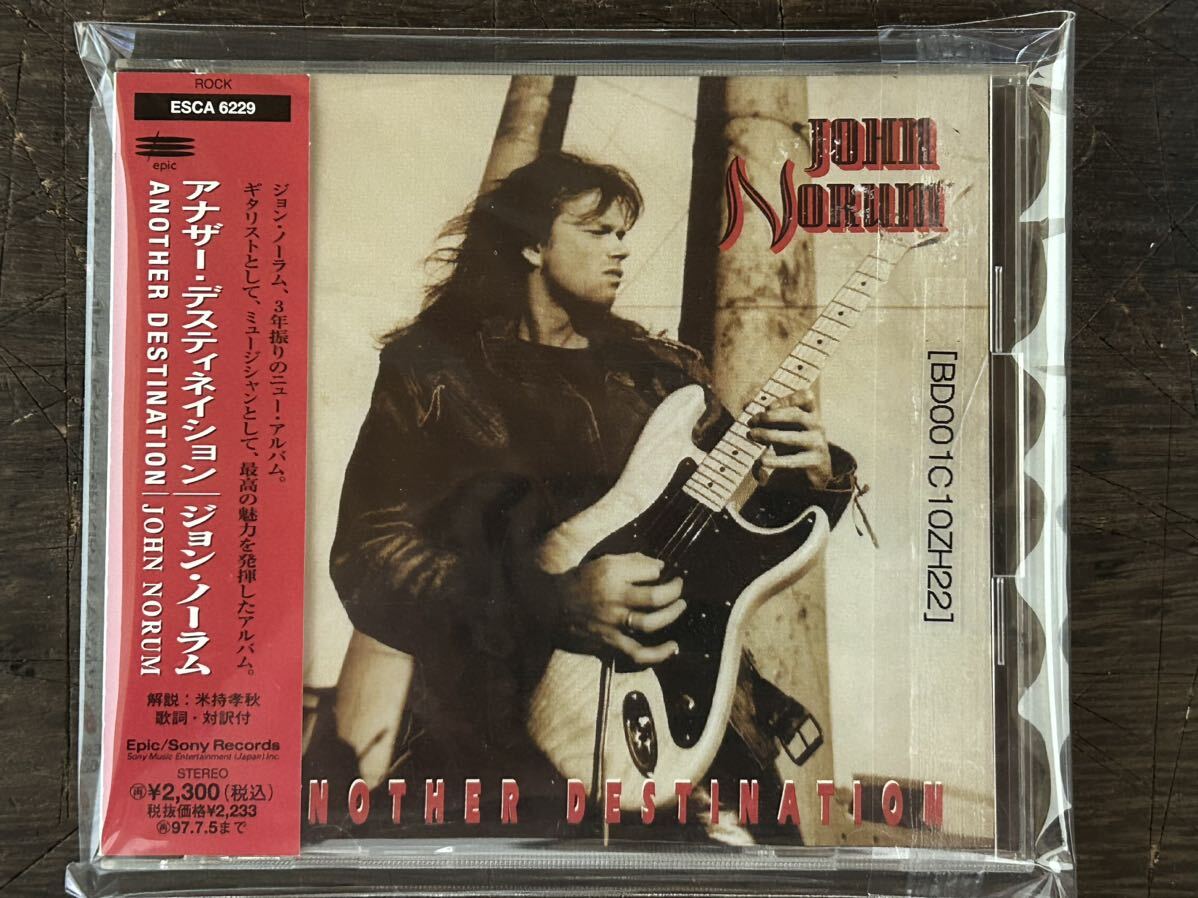 ROCK
ESCA 6229
epic
アナザー・デスティネイション|ジョン・ノーラム
ANOTHER DESTINATION|JOHN NORUM
ジョン・ノーラム、3年振りのニュー・アルバム。
ギタリストとして、ミュージシャンとして、最高の魅力を発揮したアルバム。
解説：米持孝秋
歌詞・対訳付
Epic/Sony Records
Sony Music Entertainment (Japan) Inc.
STEREO
㊢¥2,300(税込)
税抜価格¥2,233
㊢97.7.5まで
JOHN
NORUM
[BD001C10ZH22]
NOTHER DESTINATION